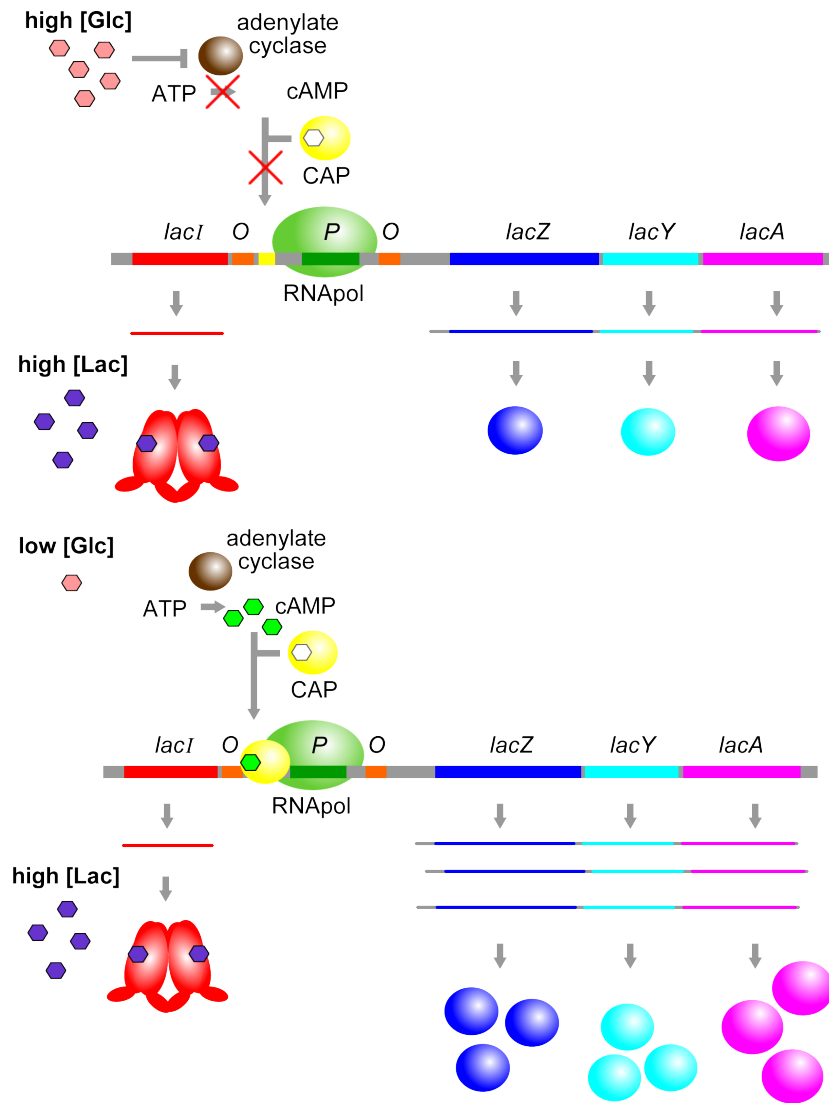 high [Glc]
adenylate
cyclase
ATP
cAMP
CAP
lacI O P O lacZ lacY lacA
RNApol
high [Lac]
low [Glc]
adenylate
cyclase
ATP
cAMP
CAP
lacI O P O lacZ lacY lacA
RNApol
high [Lac]